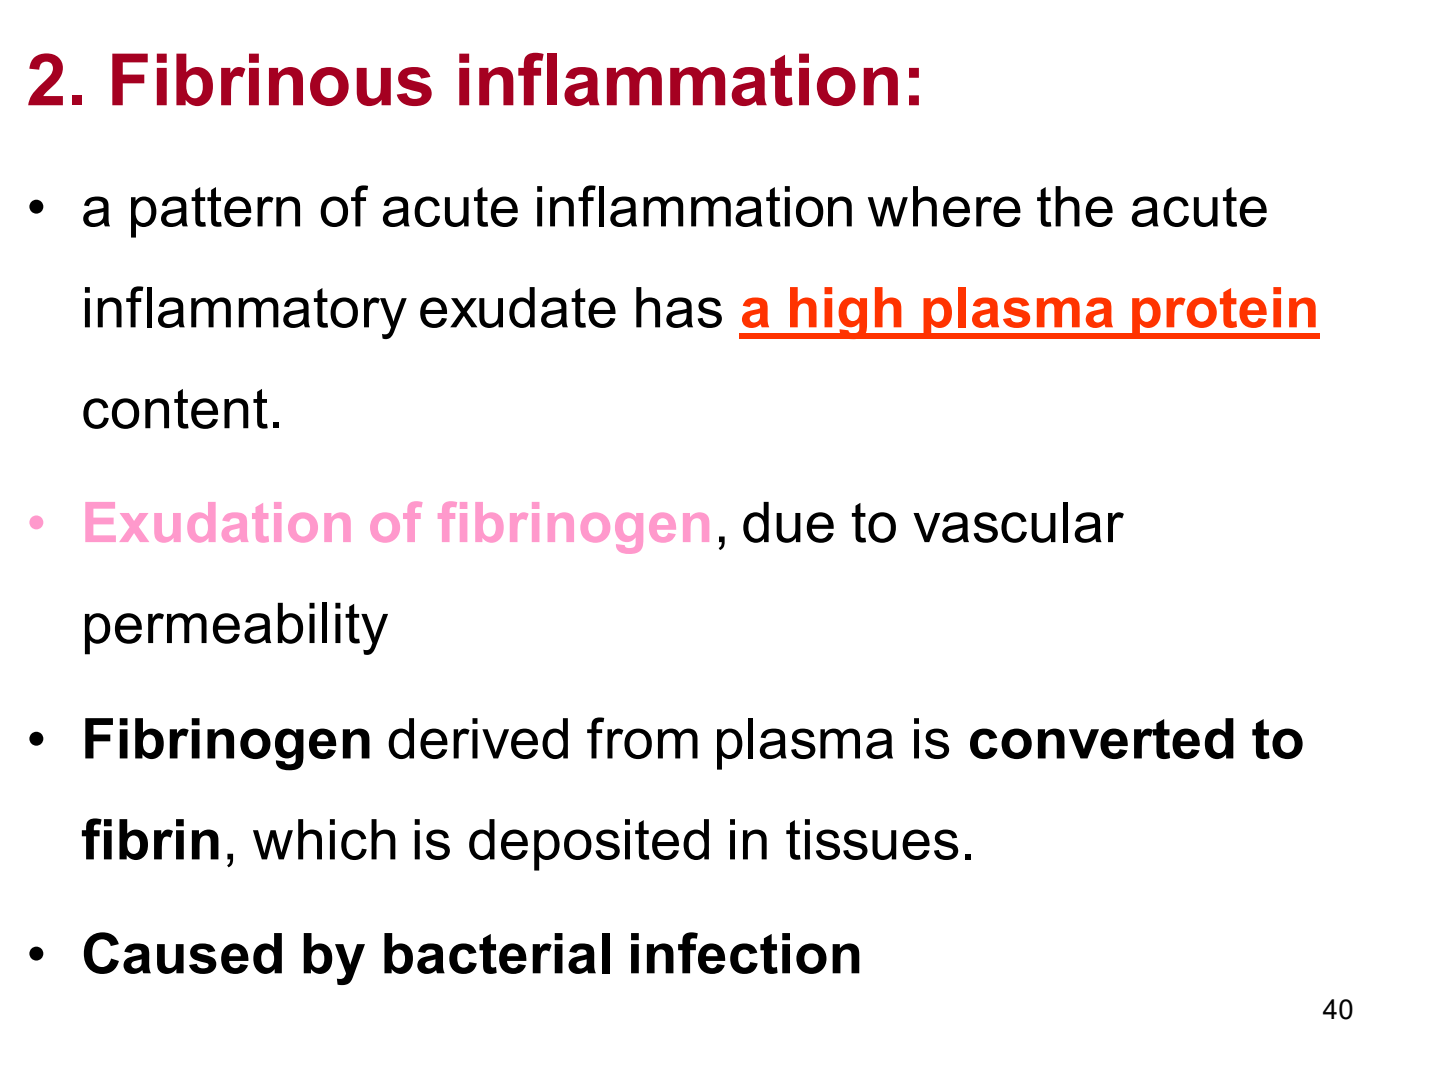 2. Fibrinous inflammation:
• a pattern of acute inflammation where the acute
inflammatory exudate has a high plasma protein
content.
• Exudation of fibrinogen, due to vascular
permeability
• Fibrinogen derived from plasma is converted to
fibrin, which is deposited in tissues.
• Caused by bacterial infection
40